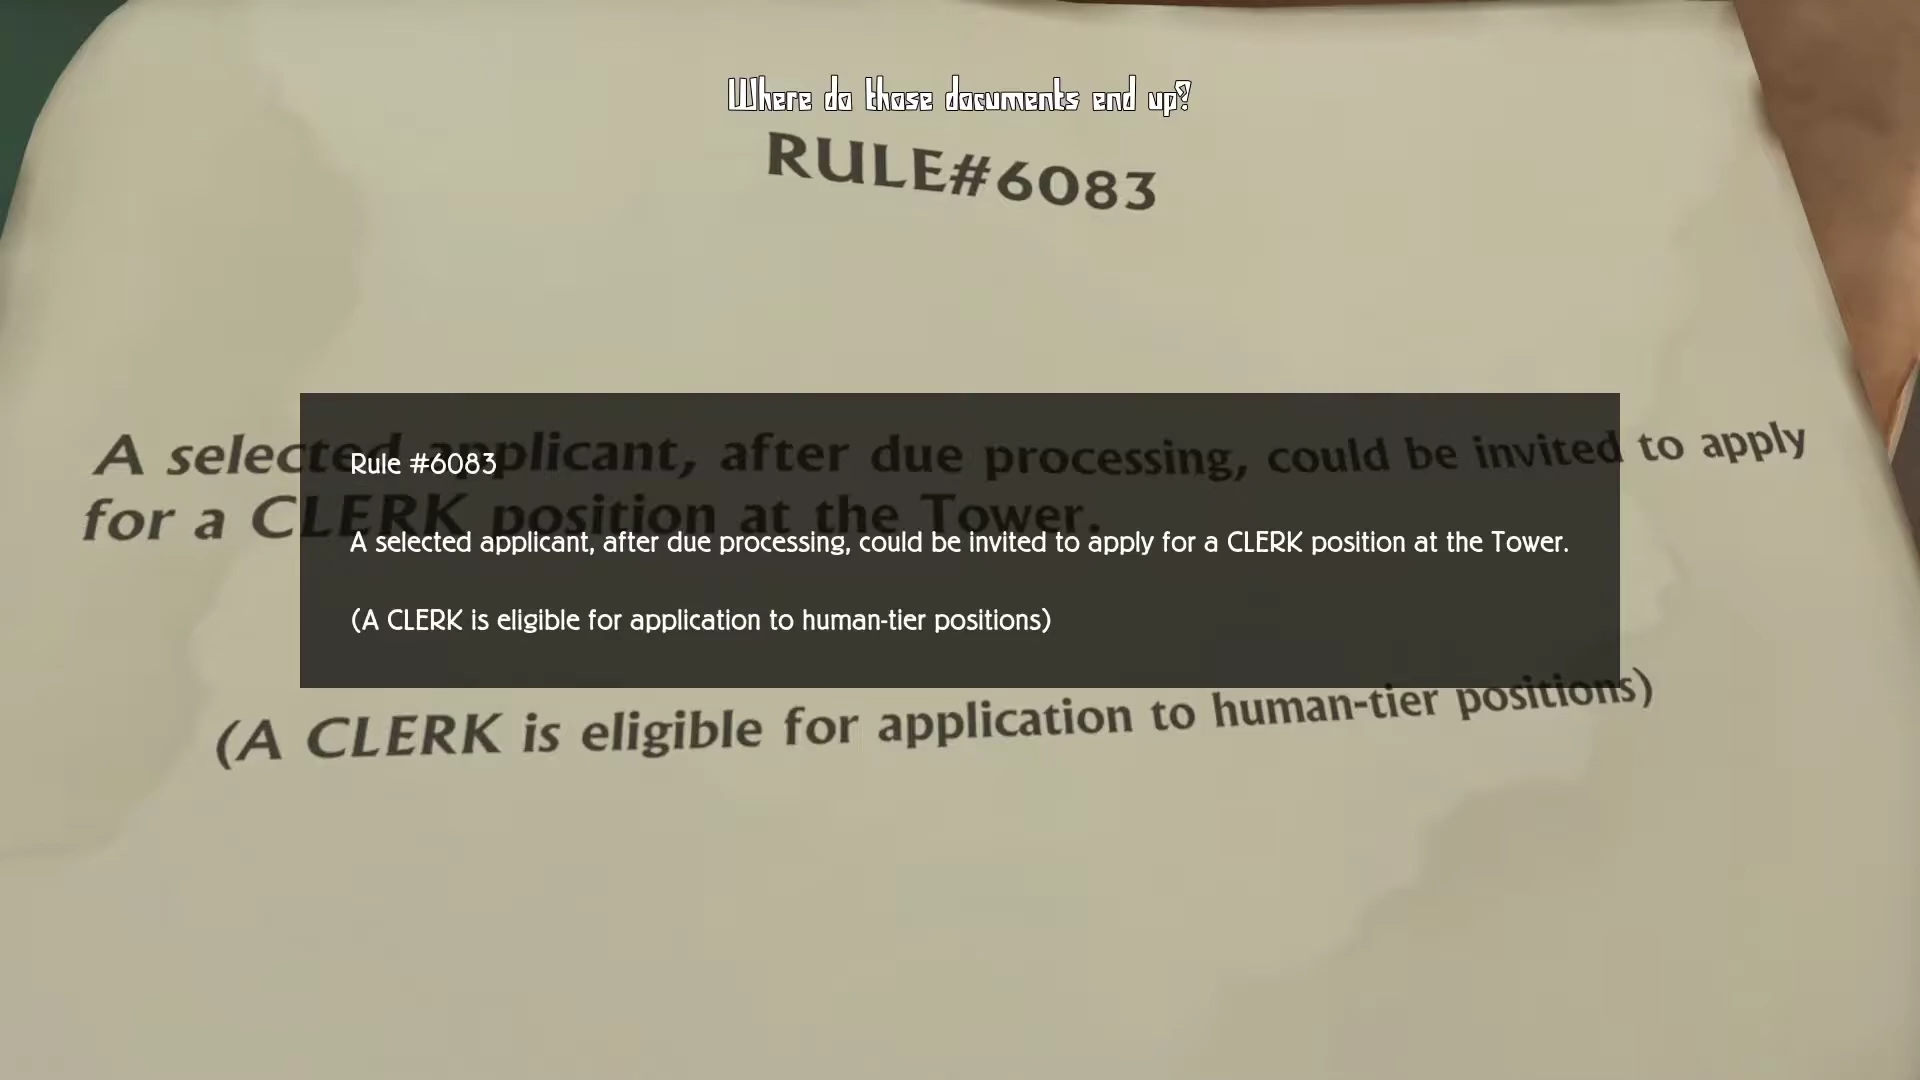 Where do those documents end up?
RULE#6083
A selected applicant, after due processing, could be invited to apply
for a CLERK position at the Tower.
Rule #6083
A selected applicant, after due processing, could be invited to apply for a CLERK position at the Tower.
(A CLERK is eligible for application to human-tier positions)
(A CLERK is eligible for application to human-tier positions)